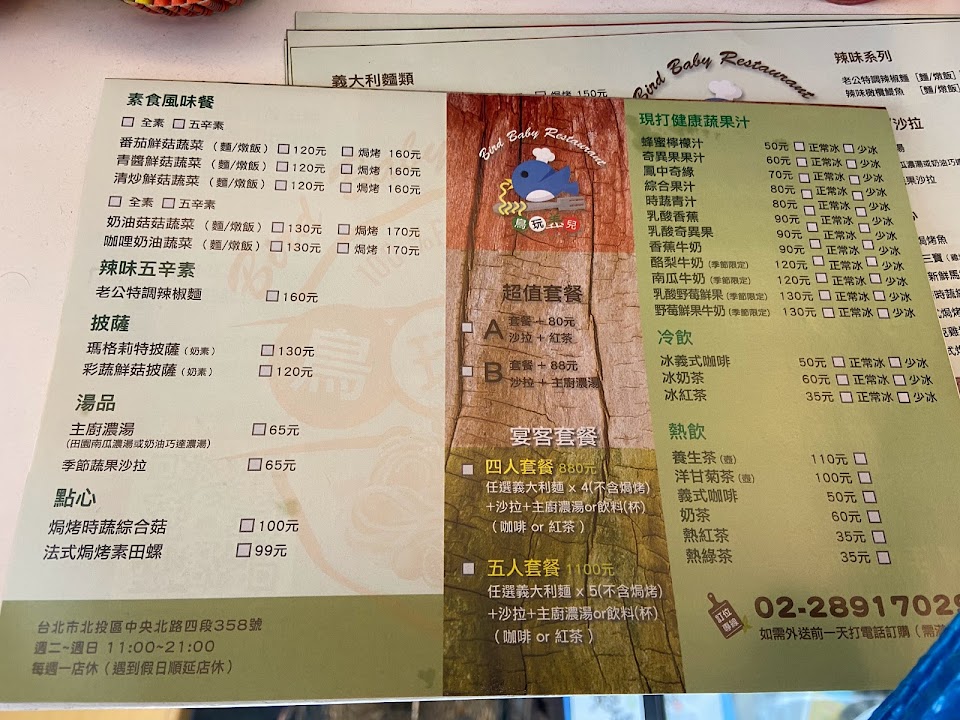 義大利麵類
焗烤 150元
Bird Baby Restaurant
辣味系列
老公特調辣椒麵 [麵/燉飯]
辣味橄欖鯷魚 [麵/燉飯]
沙拉
素食風味餐
□ 全素 □ 五辛素
番茄鮮菇蔬菜 (麵/燉飯) □120元 □ 焗烤 160元
青醬鮮菇蔬菜 (麵/燉飯) □120元 □ 焗烤 160元
清炒鮮菇蔬菜 (麵/燉飯) □120元 □ 焗烤 160元
□ 全素 □ 五辛素
奶油菇菇蔬菜 (麵/燉飯) □130元 □ 焗烤 170元
咖哩奶油蔬菜 (麵/燉飯) □130元 □ 焗烤 170元
辣味五辛素
老公特調辣椒麵 □160元
披薩
瑪格莉特披薩 (奶素) □130元
彩蔬鮮菇披薩 (奶素) □120元
湯品
主廚濃湯 □65元
(田園南瓜濃湯或奶油巧達濃湯)
季節蔬果沙拉 □65元
點心
焗烤時蔬綜合菇 □100元
法式焗烤素田螺 □99元
台北市北投區中央北路四段358號
週二~週日 11:00~21:00
每週一店休 (遇到假日順延店休)
Bird Baby Restaurant
鳥玩兒
超值套餐
□ A 套餐 + 80元
沙拉 + 紅茶
□ B 套餐 + 88元
沙拉 + 主廚濃湯
宴客套餐
□ 四人套餐 880元
任選義大利麵 x 4(不含焗烤)
+沙拉+主廚濃湯or飲料(杯)
(咖啡 or 紅茶)
□ 五人套餐 1100元
任選義大利麵 x 5(不含焗烤)
+沙拉+主廚濃湯or飲料(杯)
(咖啡 or 紅茶)
現打健康蔬果汁
蜂蜜檸檬汁 50元 □ 正常冰 □ 少冰
奇異果果汁 60元 □ 正常冰 □ 少冰
鳳中奇緣 70元 □ 正常冰 □ 少冰
綜合果汁 80元 □ 正常冰 □ 少冰
時蔬青汁 80元 □ 正常冰 □ 少冰
乳酸香蕉 90元 □ 正常冰 □ 少冰
乳酸奇異果 90元 □ 正常冰 □ 少冰
香蕉牛奶 90元 □ 正常冰 □ 少冰
酪梨牛奶 (季節限定) 120元 □ 正常冰 □ 少冰
南瓜牛奶 (季節限定) 120元 □ 正常冰 □ 少冰
乳酸野莓鮮果 (季節限定) 130元 □ 正常冰 □ 少冰
野莓鮮果牛奶 (季節限定) 130元 □ 正常冰 □ 少冰
冷飲
冰義式咖啡 50元 □ 正常冰 □ 少冰
冰奶茶 60元 □ 正常冰 □ 少冰
冰紅茶 35元 □ 正常冰 □ 少冰
熱飲
養生茶 (壺) 110元 □
洋甘菊茶 (壺) 100元 □
義式咖啡 50元 □
奶茶 60元 □
熱紅茶 35元 □
熱綠茶 35元 □
訂位專線 02-28917029
如需外送前一天打電話訂購